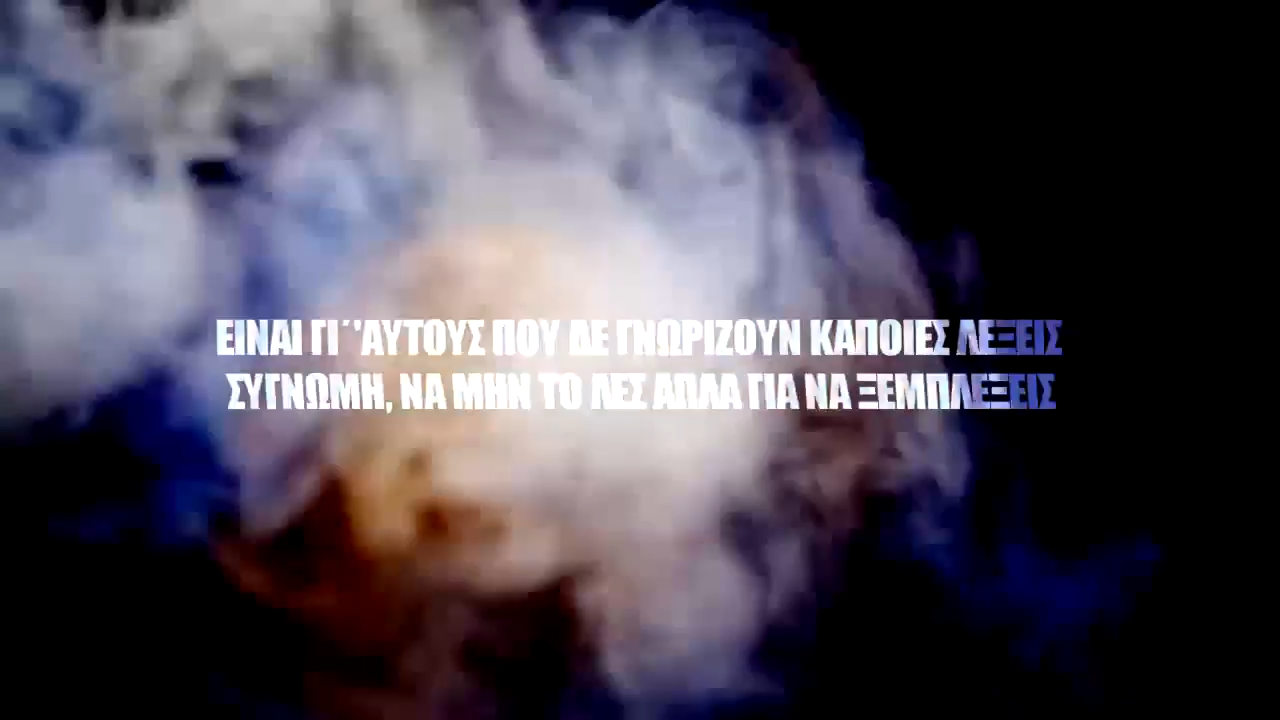 ΕΙΝΑΙ ΓΙ΄'ΑΥΤΟΥΣ ΠΟΥ ΔΕ ΓΝΩΡΙΖΟΥΝ ΚΑΠΟΙΕΣ ΛΕΞΕΙΣ
ΣΥΓΝΩΜΗ, ΝΑ ΜΗΝ ΤΟ ΛΕΣ ΑΠΛΑ ΓΙΑ ΝΑ ΞΕΜΠΛΕΞΕΙΣ